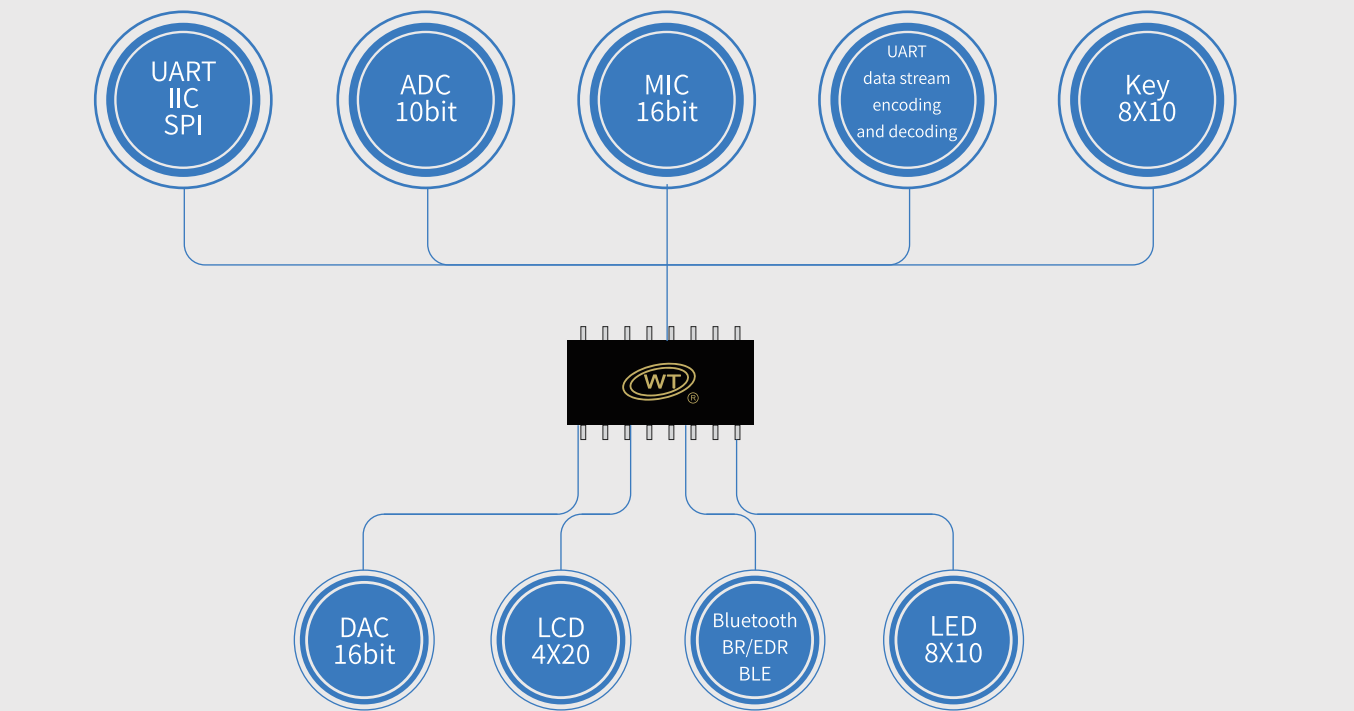 UART
IIC
SPI
ADC
10bit
MIC
16bit
UART
data stream
encoding
and decoding
Key
8X10
WT
®
DAC
16bit
LCD
4X20
Bluetooth
BR/EDR
BLE
LED
8X10